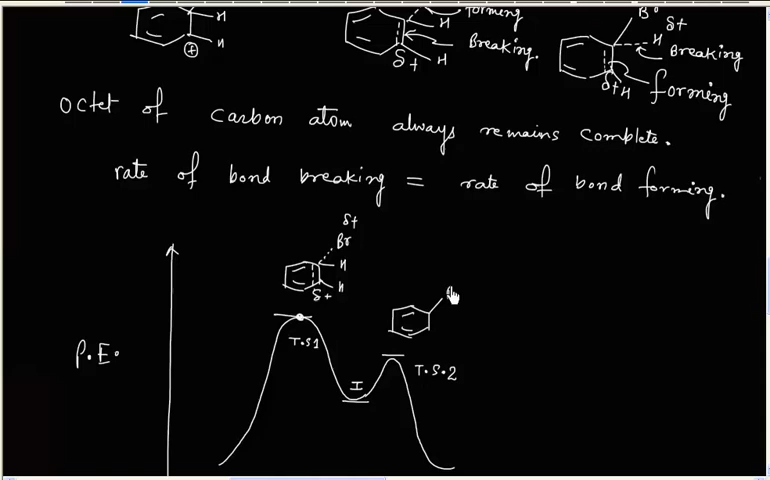 H
⊕
H
forming
H
Breaking.
δ+
H
Br
δ+
H
Breaking
δ+
H
forming
Octet of carbon atom always remains complete.
rate of bond breaking = rate of bond forming.
δ+
Br
H
H
δ+
T.S1
P.E.
I
T.S.2